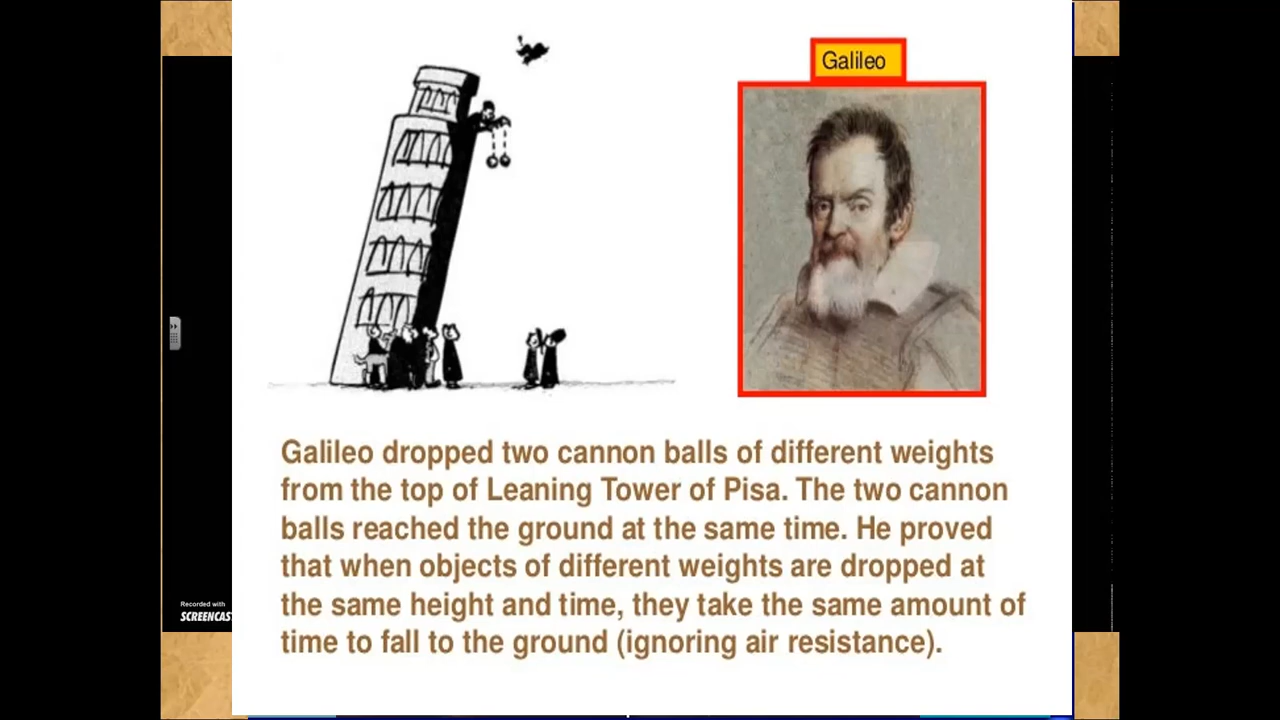 Galileo
Galileo dropped two cannon balls of different weights
from the top of Leaning Tower of Pisa. The two cannon
balls reached the ground at the same time. He proved
that when objects of different weights are dropped at
the same height and time, they take the same amount of
time to fall to the ground (ignoring air resistance).
Recorded with
SCREENCAS